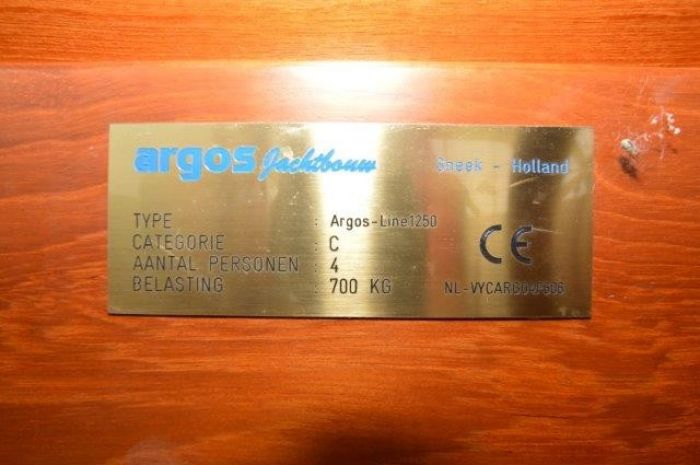 argos Jachtbouw Sneek - Holland
TYPE : Argos-Line1250
CATEGORIE : C
AANTAL PERSONEN : 4
BELASTING : 700 KG
CE